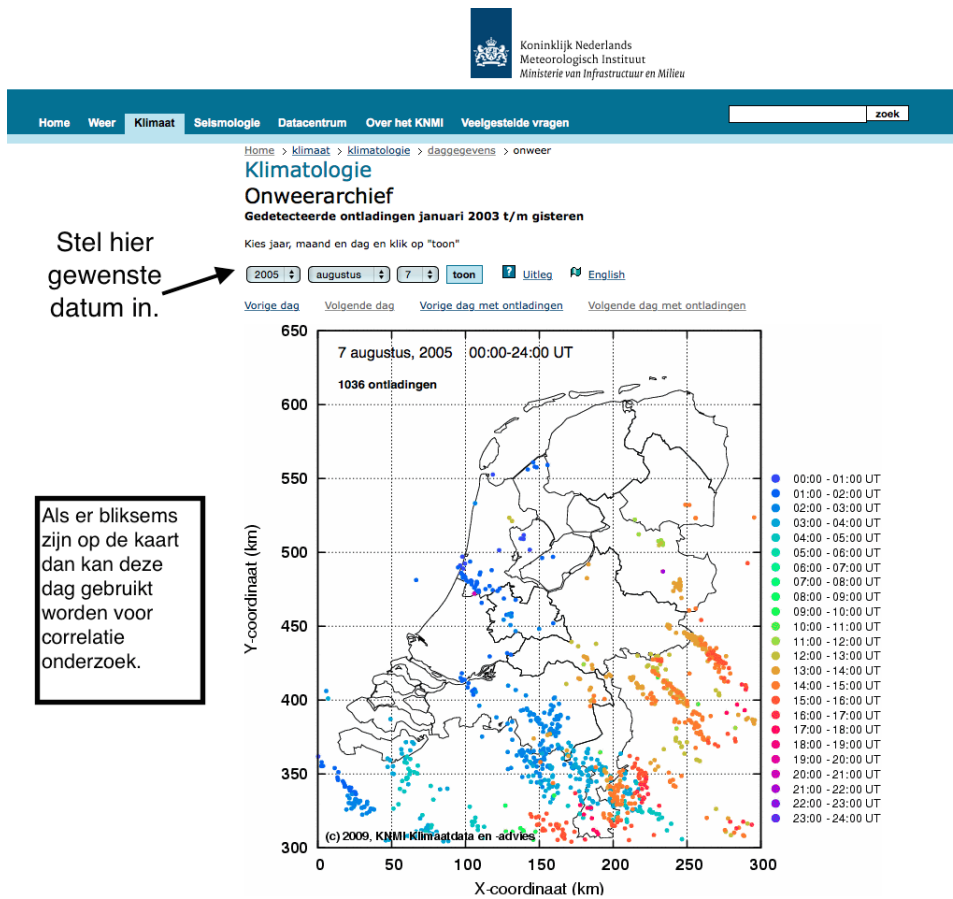 Koninklijk Nederlands
Meteorologisch Instituut
Ministerie van Infrastructuur en Milieu
zoek
Home Weer Klimaat Seismologie Datacentrum Over het KNMI Veelgestelde vragen
Home > klimaat > klimatologie > daggegevens > onweer
Klimatologie
Onweerarchief
Gedetecteerde ontladingen januari 2003 t/m gisteren
Kies jaar, maand en dag en klik op "toon"
Stel hier
gewenste
datum in.
2005 augustus 7 toon ? Uitleg English
Vorige dag Volgende dag Vorige dag met ontladingen Volgende dag met ontladingen
7 augustus, 2005 00:00-24:00 UT
1036 ontladingen
650
600
550
500
450
400
350
300
Y-coordinaat (km)
0 50 100 150 200 250 300
X-coordinaat (km)
(c) 2009, KNMI Klimaatdata en -advies
Als er bliksems
zijn op de kaart
dan kan deze
dag gebruikt
worden voor
correlatie
onderzoek.
00:00 - 01:00 UT
01:00 - 02:00 UT
02:00 - 03:00 UT
03:00 - 04:00 UT
04:00 - 05:00 UT
05:00 - 06:00 UT
06:00 - 07:00 UT
07:00 - 08:00 UT
08:00 - 09:00 UT
09:00 - 10:00 UT
10:00 - 11:00 UT
11:00 - 12:00 UT
12:00 - 13:00 UT
13:00 - 14:00 UT
14:00 - 15:00 UT
15:00 - 16:00 UT
16:00 - 17:00 UT
17:00 - 18:00 UT
18:00 - 19:00 UT
19:00 - 20:00 UT
20:00 - 21:00 UT
21:00 - 22:00 UT
22:00 - 23:00 UT
23:00 - 24:00 UT